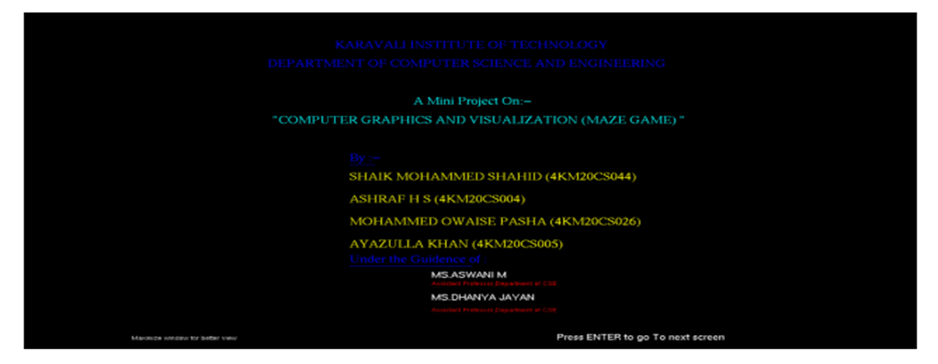 KARAVALI INSTITUTE OF TECHNOLOGY
DEPARTMENT OF COMPUTER SCIENCE AND ENGINEERING
A Mini Project On:-
"COMPUTER GRAPHICS AND VISUALIZATION (MAZE GAME) "
By :-
SHAIK MOHAMMED SHAHID (4KM20CS044)
ASHRAF H S (4KM20CS004)
MOHAMMED OWAISE PASHA (4KM20CS026)
AYAZULLA KHAN (4KM20CS005)
Under the Guidence of
MS.ASWANI M
Assistant Professor,Department of CSE
MS.DHANYA JAYAN
Assistant Professor,Department of CSE
Maximize window for better view
Press ENTER to go To next screen